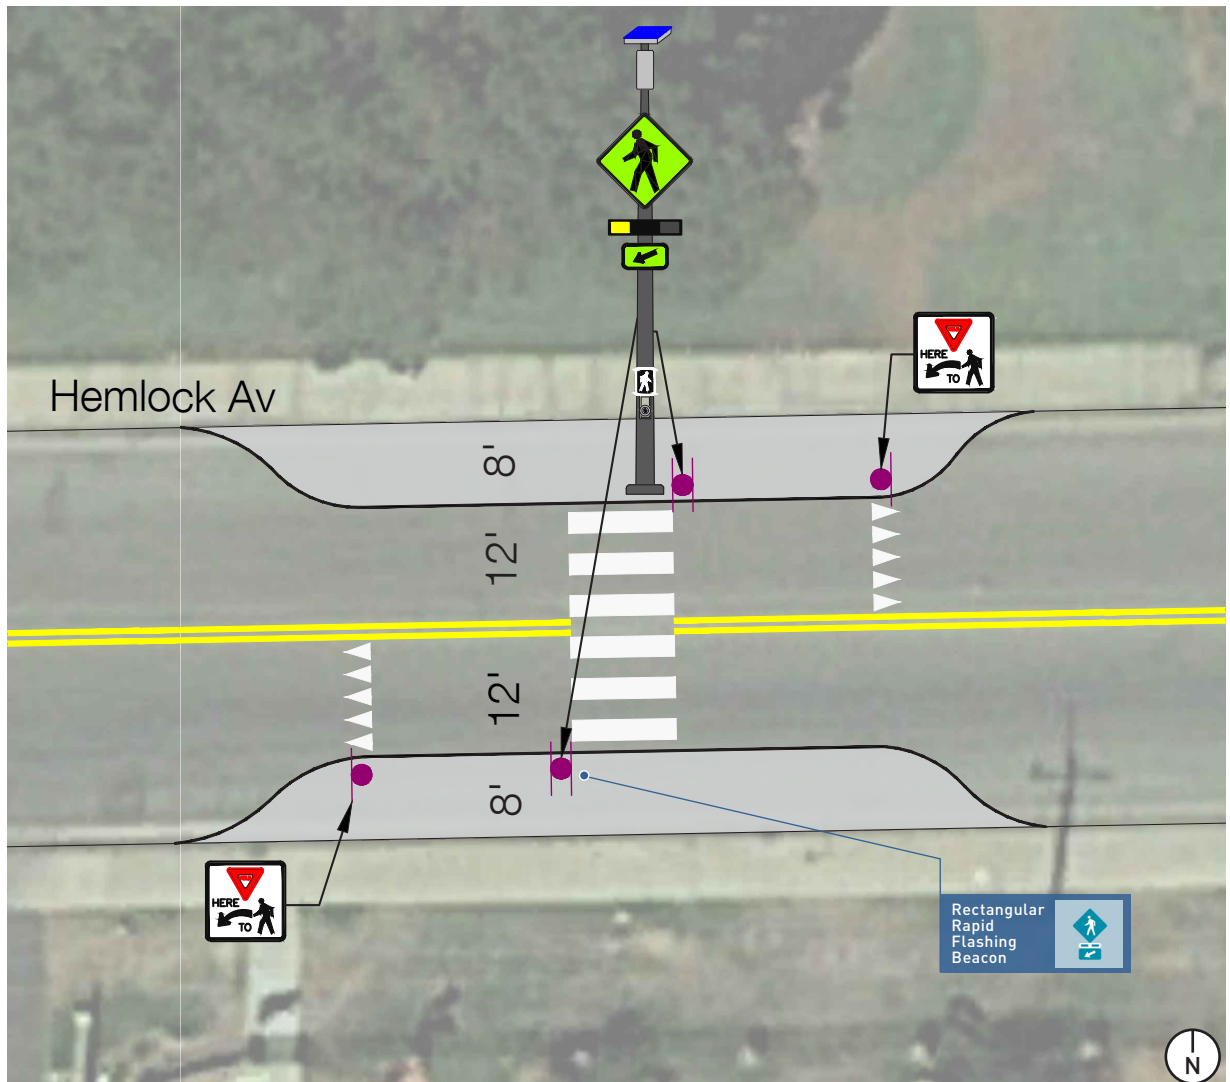 HERE
TO
Hemlock Av
8'
12'
12'
8'
HERE
TO
Rectangular
Rapid
Flashing
Beacon
N